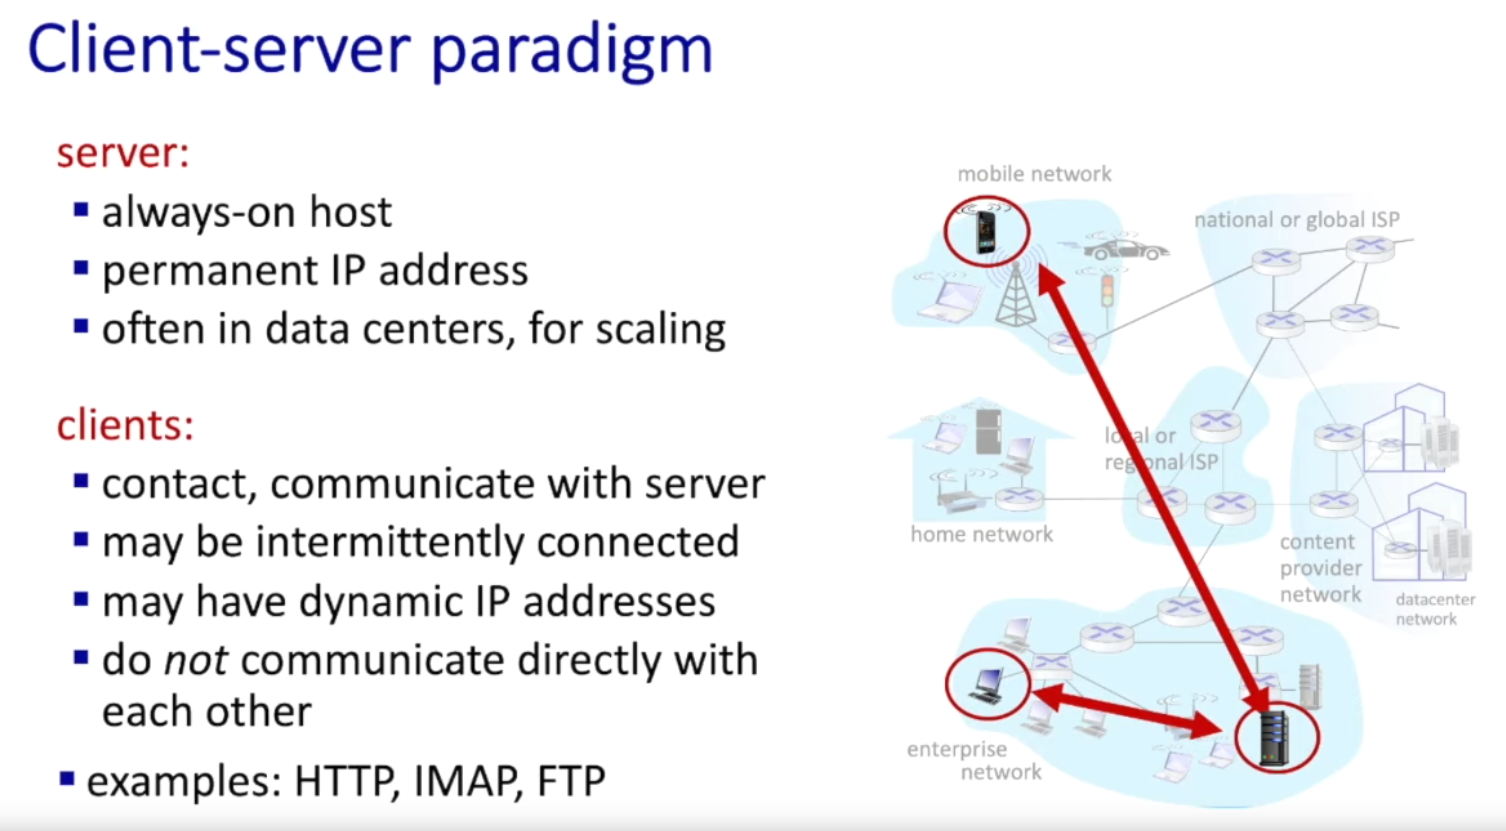 Client-server paradigm
server:
▪ always-on host
▪ permanent IP address
▪ often in data centers, for scaling
clients:
▪ contact, communicate with server
▪ may be intermittently connected
▪ may have dynamic IP addresses
▪ do not communicate directly with
each other
▪ examples: HTTP, IMAP, FTP
mobile network
national or global ISP
local or
regional ISP
home network
content
provider
network
datacenter
network
enterprise
network